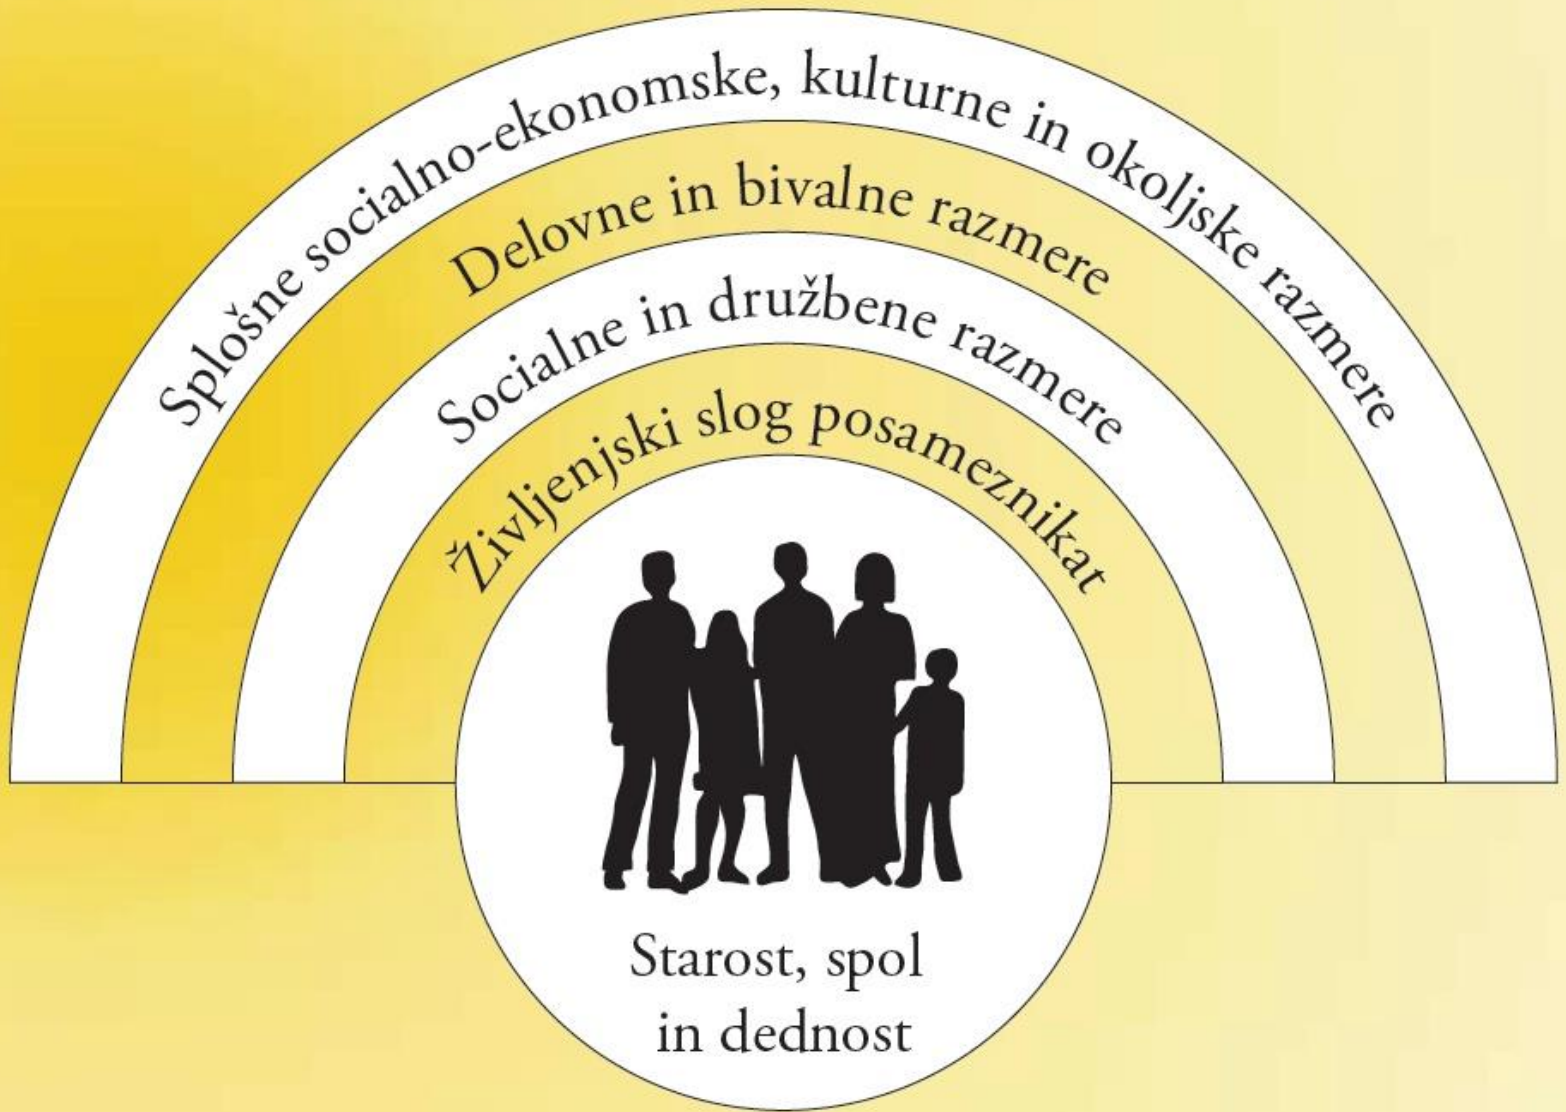 Splošne socialno-ekonomske, kulturne in okoljske razmere
Delovne in bivalne razmere
Socialne in družbene razmere
Življenjski slog posameznikat
Starost, spol
in dednost